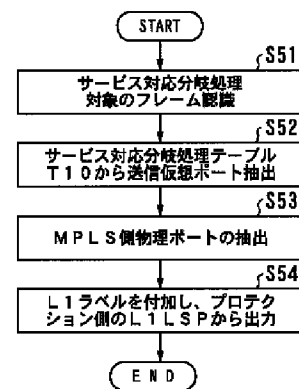 START
S51
サービス対応分岐処理
対象のフレーム認識
S52
サービス対応分岐処理テーブル
T10から送信仮想ポート抽出
S53
MPLS側物理ポートの抽出
S54
L1ラベルを付加し、プロテク
ション側のL1LSPから出力
END